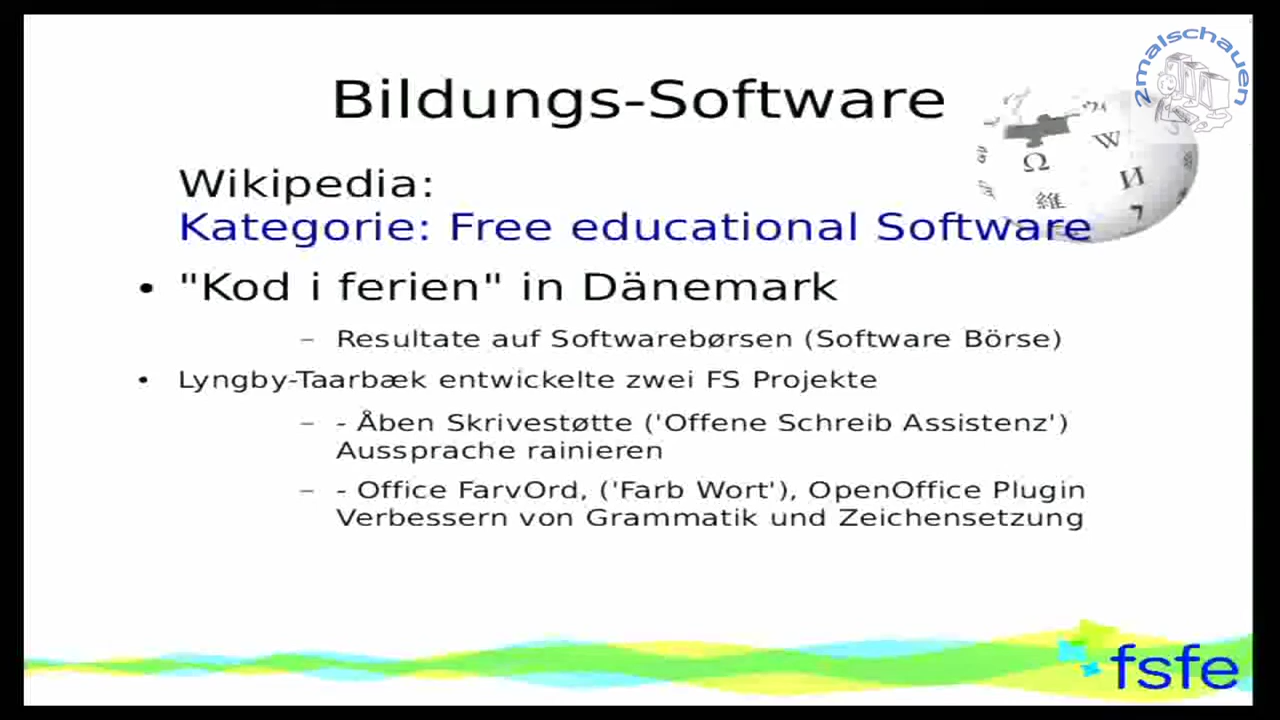 2malschauen
Bildungs-Software
Wikipedia:
Kategorie: Free educational Software
Ω W И 維 7
• "Kod i ferien" in Dänemark
– Resultate auf Softwarebørsen (Software Börse)
• Lyngby-Taarbæk entwickelte zwei FS Projekte
– - Åben Skrivestøtte ('Offene Schreib Assistenz')
Aussprache rainieren
– - Office FarvOrd, ('Farb Wort'), OpenOffice Plugin
Verbessern von Grammatik und Zeichensetzung
fsfe